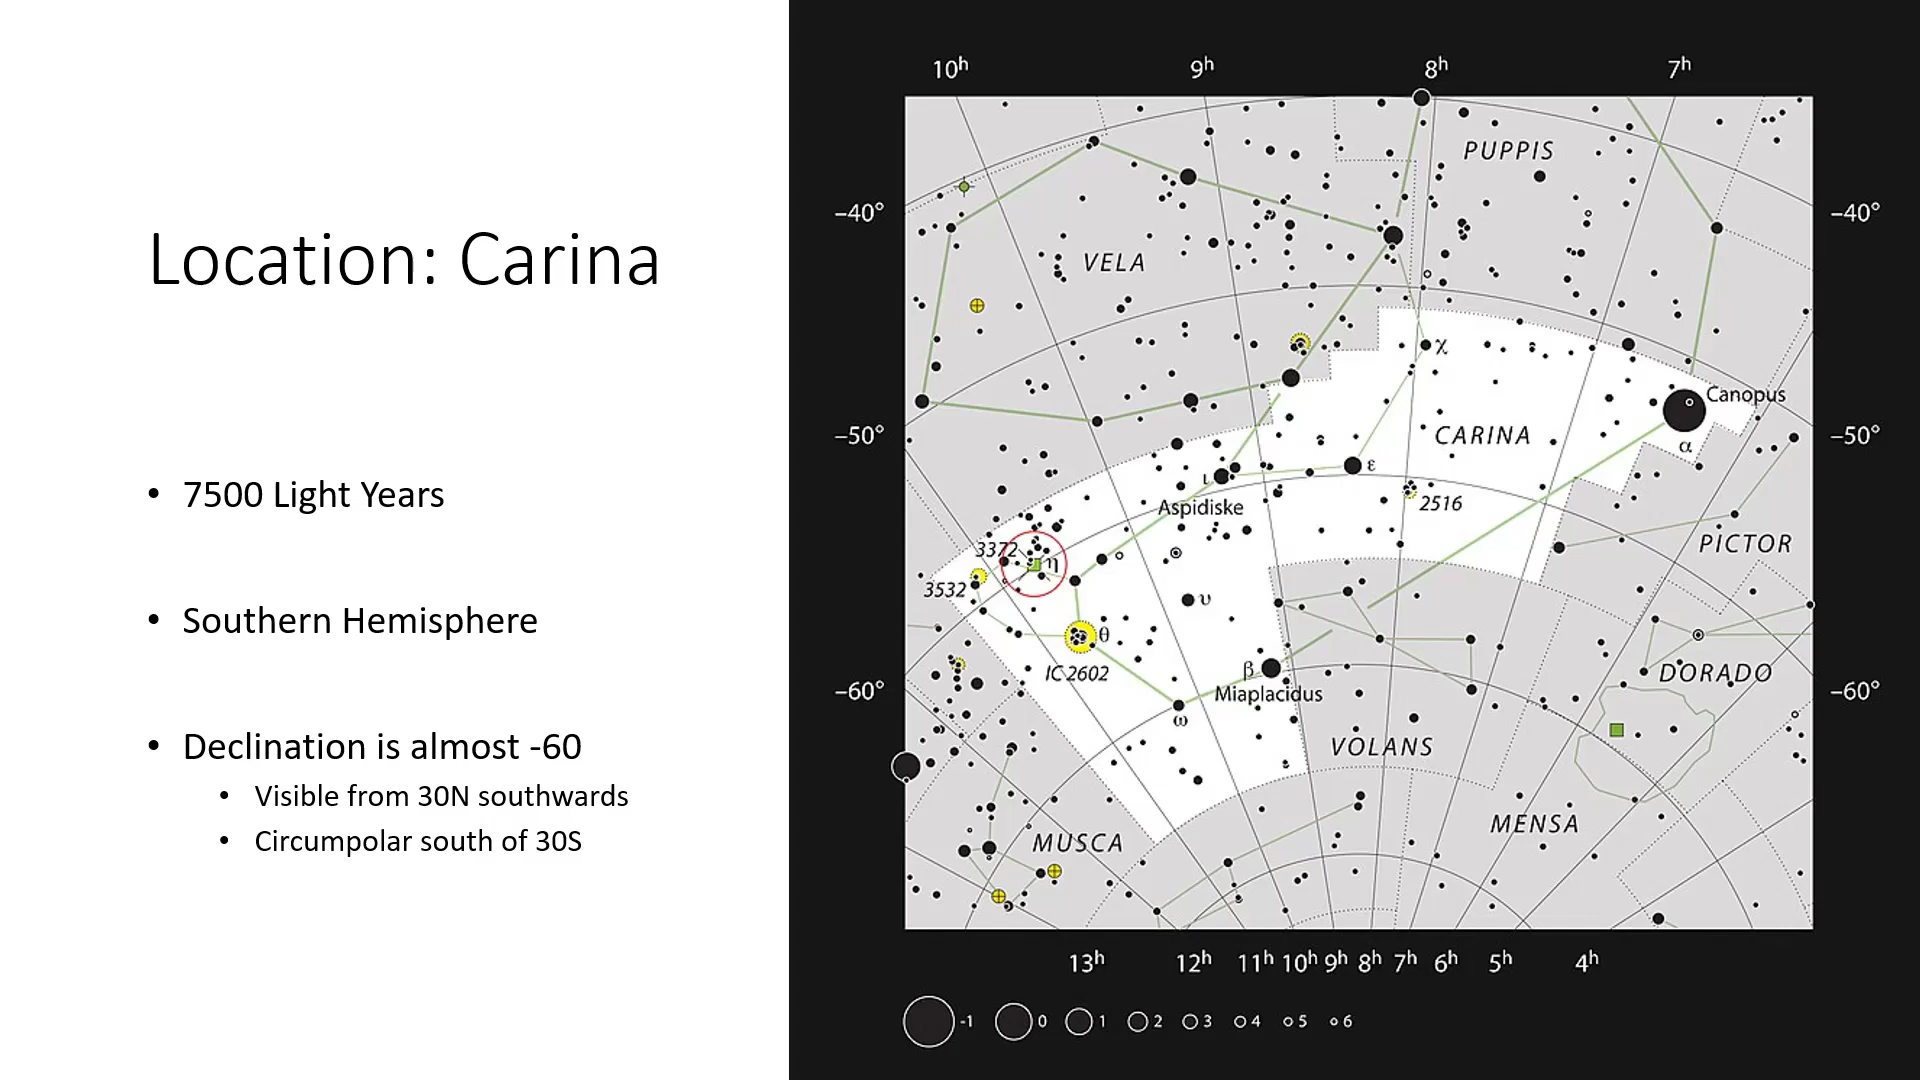 Location: Carina
• 7500 Light Years
• Southern Hemisphere
• Declination is almost -60
• Visible from 30N southwards
• Circumpolar south of 30S
10h 9h 8h 7h
PUPPIS
–40° –40°
VELA
χ
Canopus
–50° CARINA –50°
α
ι ε
Aspidiske 2516
3372 η PICTOR
3532 υ
θ
IC 2602 β DORADO
–60° Miaplacidus –60°
ω
VOLANS
MENSA
MUSCA
13h 12h 11h 10h 9h 8h 7h 6h 5h 4h
-1 0 1 2 3 4 5 6